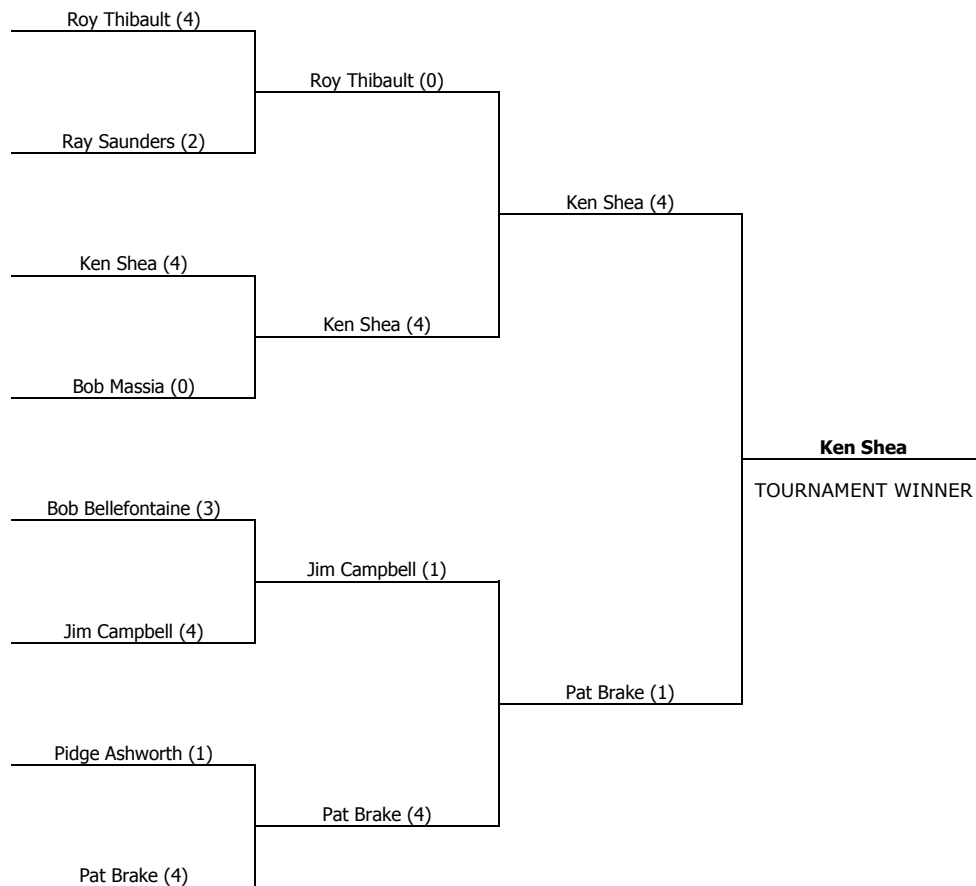 Roy Thibault (4)
Roy Thibault (0)
Ray Saunders (2)
Ken Shea (4)
Ken Shea (4)
Ken Shea (4)
Bob Massia (0)
Ken Shea
TOURNAMENT WINNER
Bob Bellefontaine (3)
Jim Campbell (1)
Jim Campbell (4)
Pat Brake (1)
Pidge Ashworth (1)
Pat Brake (4)
Pat Brake (4)